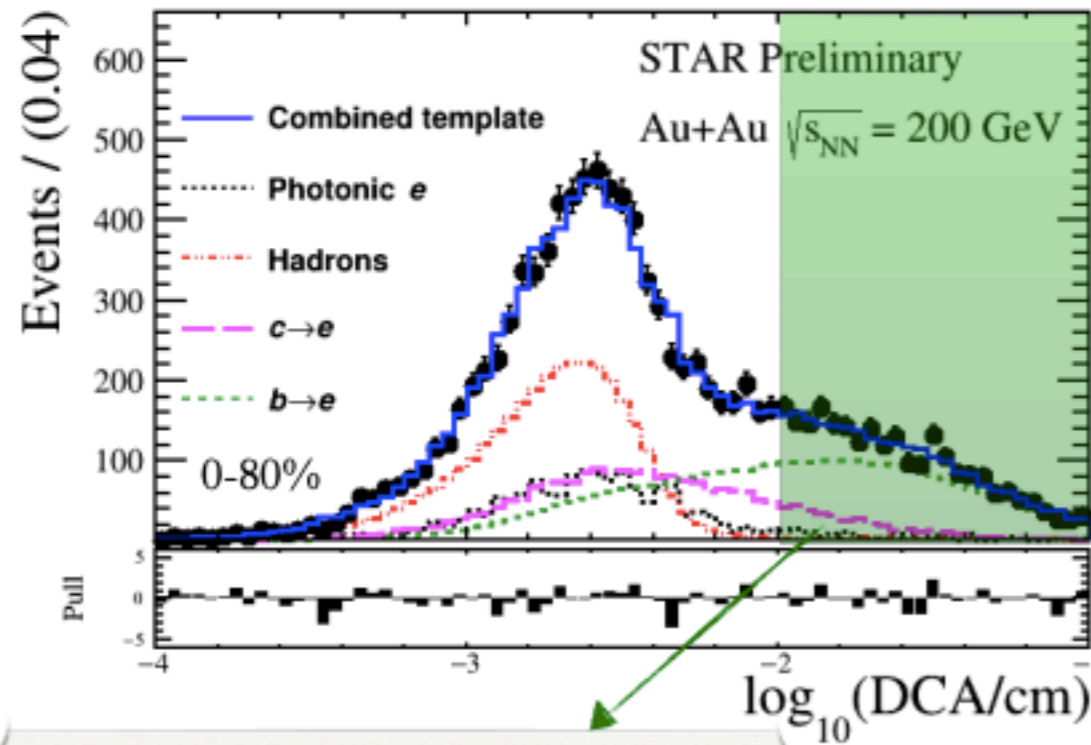 Events / (0.04)
600
500
400
300
200
100
STAR Preliminary
Au+Au √sNN = 200 GeV
Combined template
Photonic e
Hadrons
c→e
b→e
0-80%
Pull
5
0
−5
−4
−3
−2
−
log10(DCA/cm)